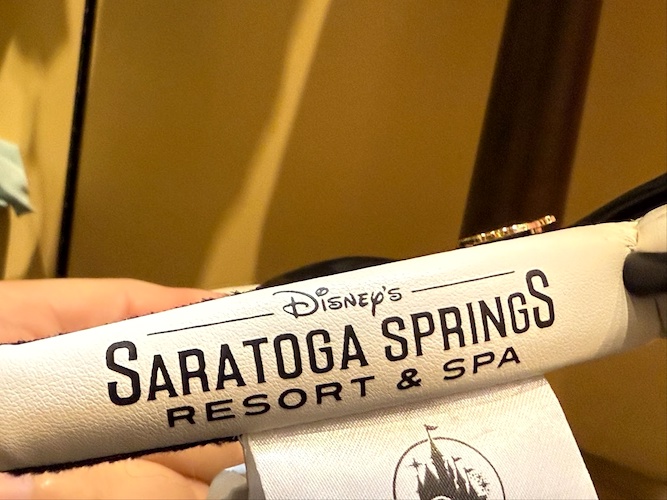 Disney's
SARATOGA SPRINGS
RESORT & SPA